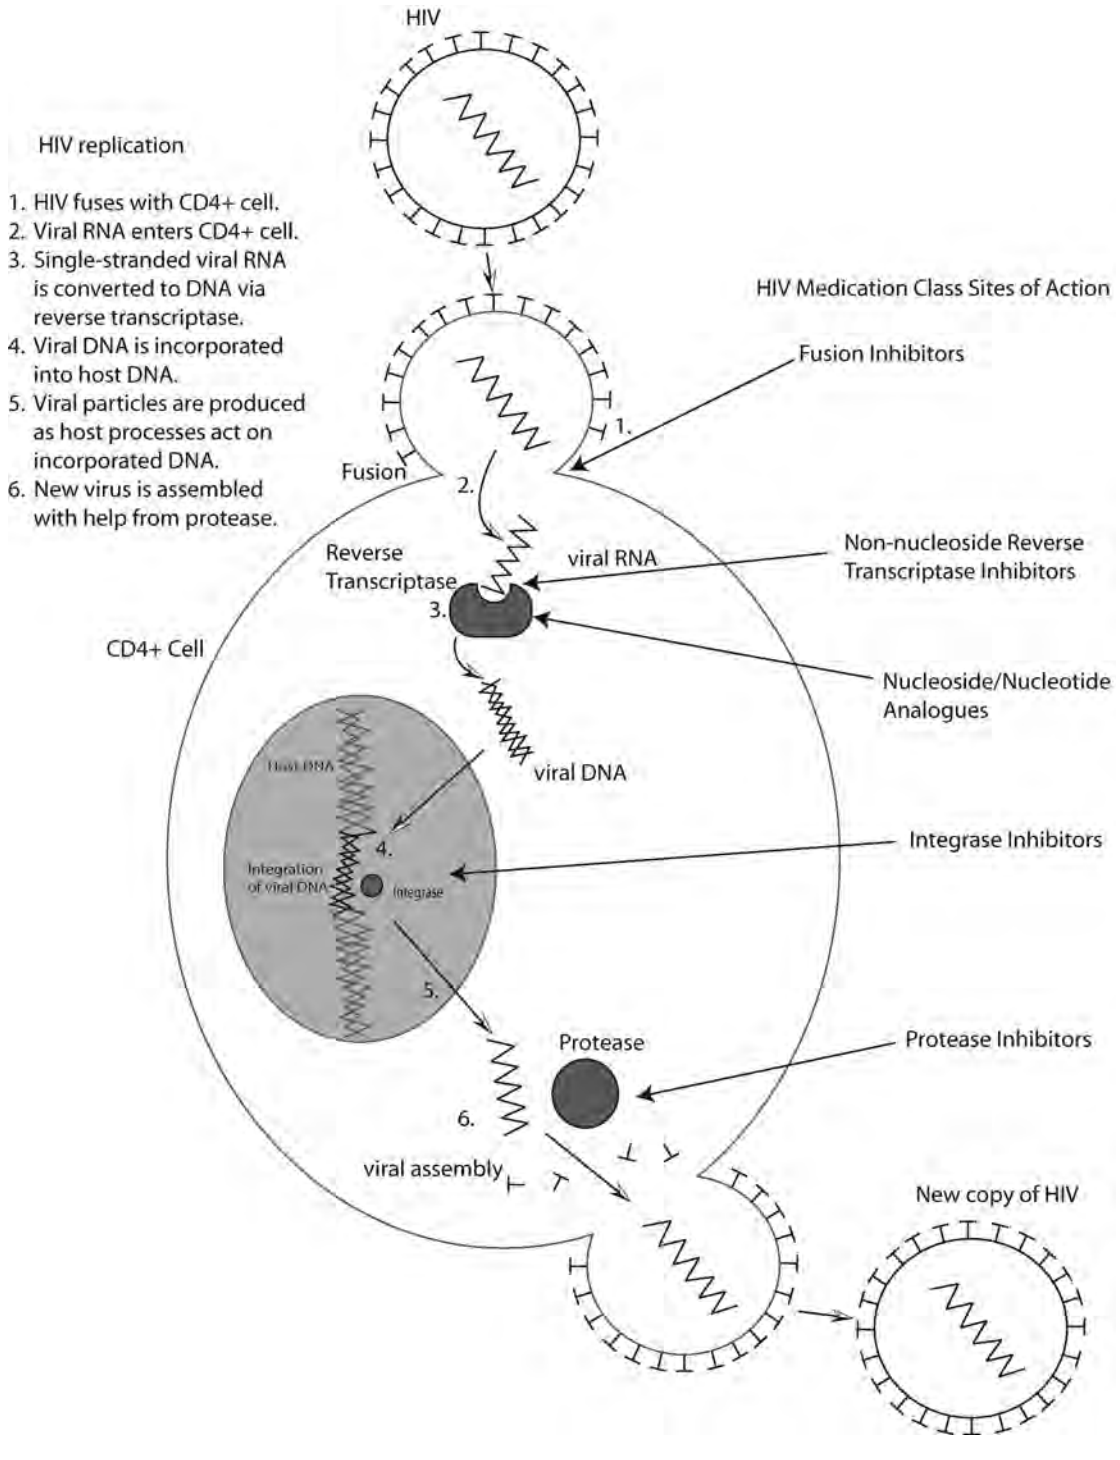 HIV
HIV replication
1. HIV fuses with CD4+ cell.
2. Viral RNA enters CD4+ cell.
3. Single-stranded viral RNA
is converted to DNA via
reverse transcriptase.
4. Viral DNA is incorporated
into host DNA.
5. Viral particles are produced
as host processes act on
incorporated DNA.
6. New virus is assembled
with help from protease.
HIV Medication Class Sites of Action
Fusion Inhibitors
1.
Fusion
2.
Reverse
Transcriptase
viral RNA
Non-nucleoside Reverse
Transcriptase Inhibitors
3.
CD4+ Cell
Nucleoside/Nucleotide
Analogues
viral DNA
Host DNA
4.
Integration
of viral DNA
Integrase
Integrase Inhibitors
5.
Protease
Protease Inhibitors
6.
viral assembly
New copy of HIV